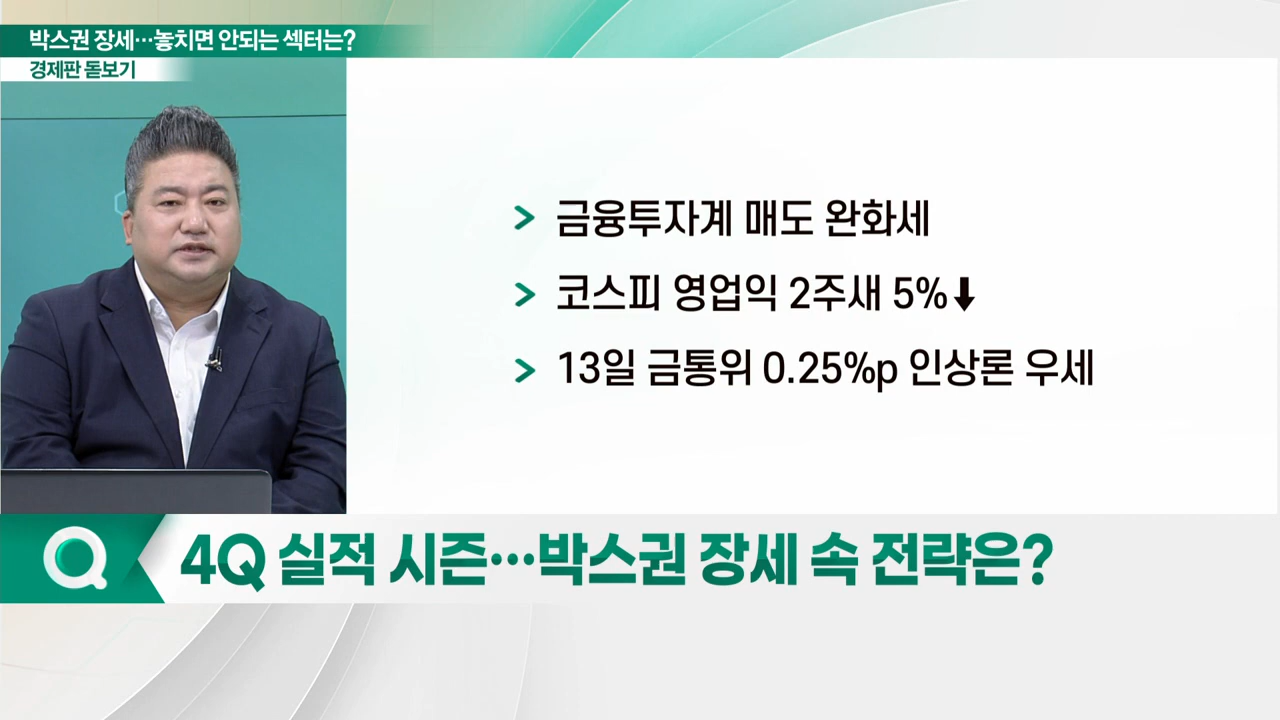 박스권 장세…놓치면 안되는 섹터는?
경제판 돋보기
> 금융투자계 매도 완화세
> 코스피 영업익 2주새 5%⬇
> 13일 금통위 0.25%p 인상론 우세
Q 4Q 실적 시즌…박스권 장세 속 전략은?